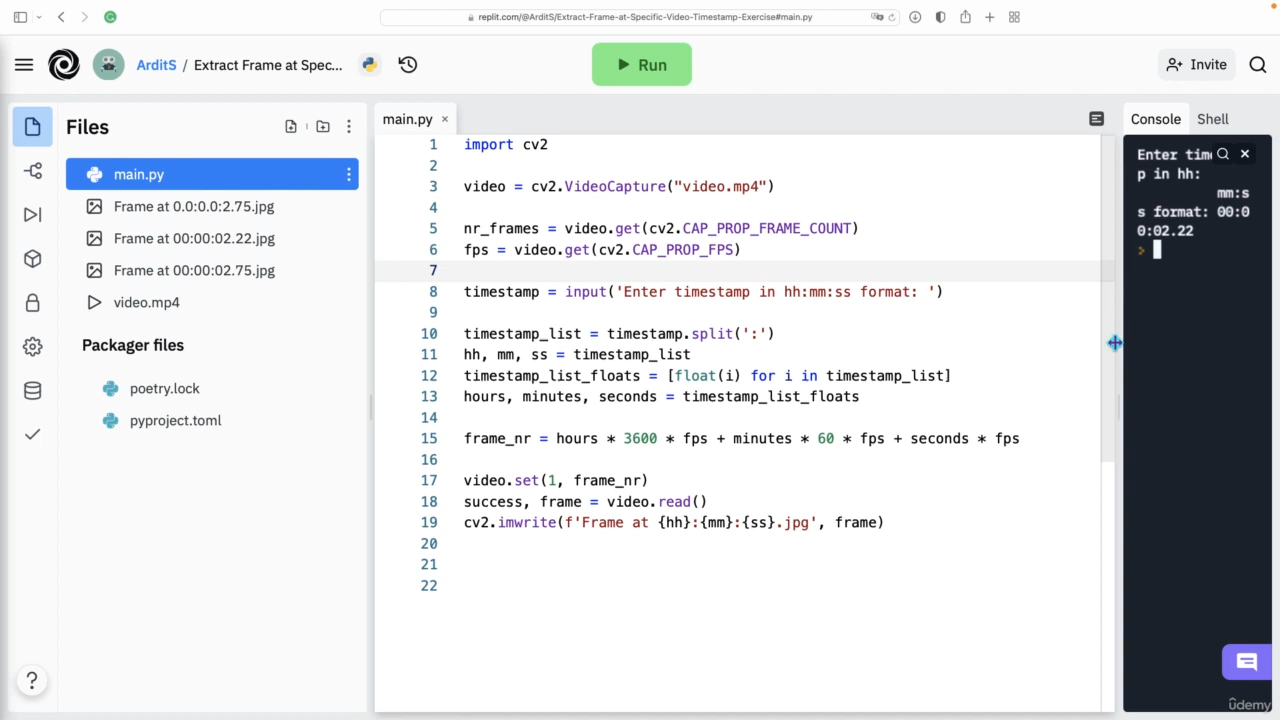 replit.com/@ArditS/Extract-Frame-at-Specific-Video-Timestamp-Exercise#main.py
ArditS / Extract Frame at Spec...
Run
Invite
Files
main.py
Frame at 0.0:0.0:2.75.jpg
Frame at 00:00:02.22.jpg
Frame at 00:00:02.75.jpg
video.mp4
Packager files
poetry.lock
pyproject.toml
?
main.py ×
1 import cv2
2
3 video = cv2.VideoCapture("video.mp4")
4
5 nr_frames = video.get(cv2.CAP_PROP_FRAME_COUNT)
6 fps = video.get(cv2.CAP_PROP_FPS)
7
8 timestamp = input('Enter timestamp in hh:mm:ss format: ')
9
10 timestamp_list = timestamp.split(':')
11 hh, mm, ss = timestamp_list
12 timestamp_list_floats = [float(i) for i in timestamp_list]
13 hours, minutes, seconds = timestamp_list_floats
14
15 frame_nr = hours * 3600 * fps + minutes * 60 * fps + seconds * fps
16
17 video.set(1, frame_nr)
18 success, frame = video.read()
19 cv2.imwrite(f'Frame at {hh}:{mm}:{ss}.jpg', frame)
20
21
22
Console Shell
Enter tim
p in hh:
mm:s
s format: 00:0
0:02.22
>
ûdemy